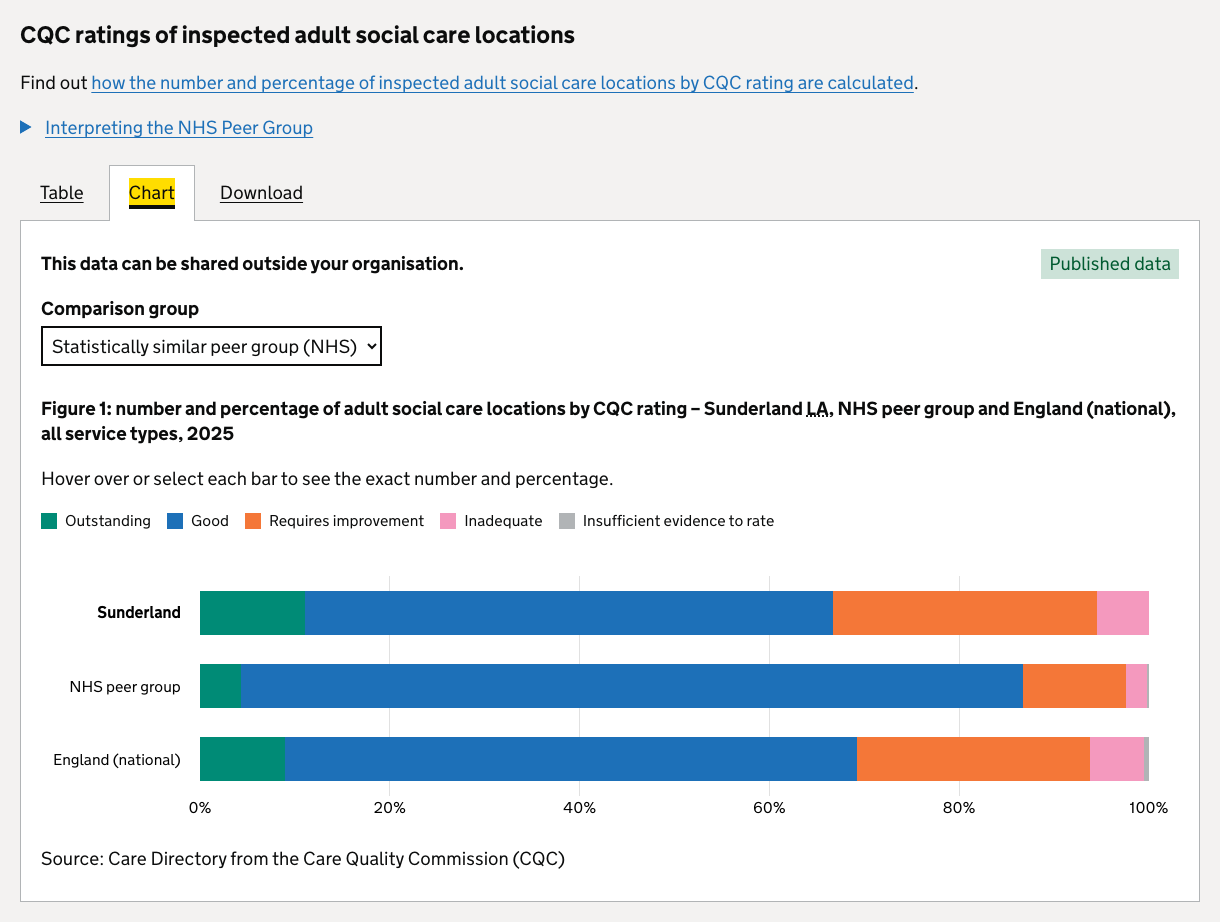 CQC ratings of inspected adult social care locations
Find out how the number and percentage of inspected adult social care locations by CQC rating are calculated.
Interpreting the NHS Peer Group
Table
Chart
Download
This data can be shared outside your organisation.
Published data
Comparison group
Statistically similar peer group (NHS)
Figure 1: number and percentage of adult social care locations by CQC rating – Sunderland LA, NHS peer group and England (national),
all service types, 2025
Hover over or select each bar to see the exact number and percentage.
Outstanding
Good
Requires improvement
Inadequate
Insufficient evidence to rate
Sunderland
NHS peer group
England (national)
0%
20%
40%
60%
80%
100%
Source: Care Directory from the Care Quality Commission (CQC)